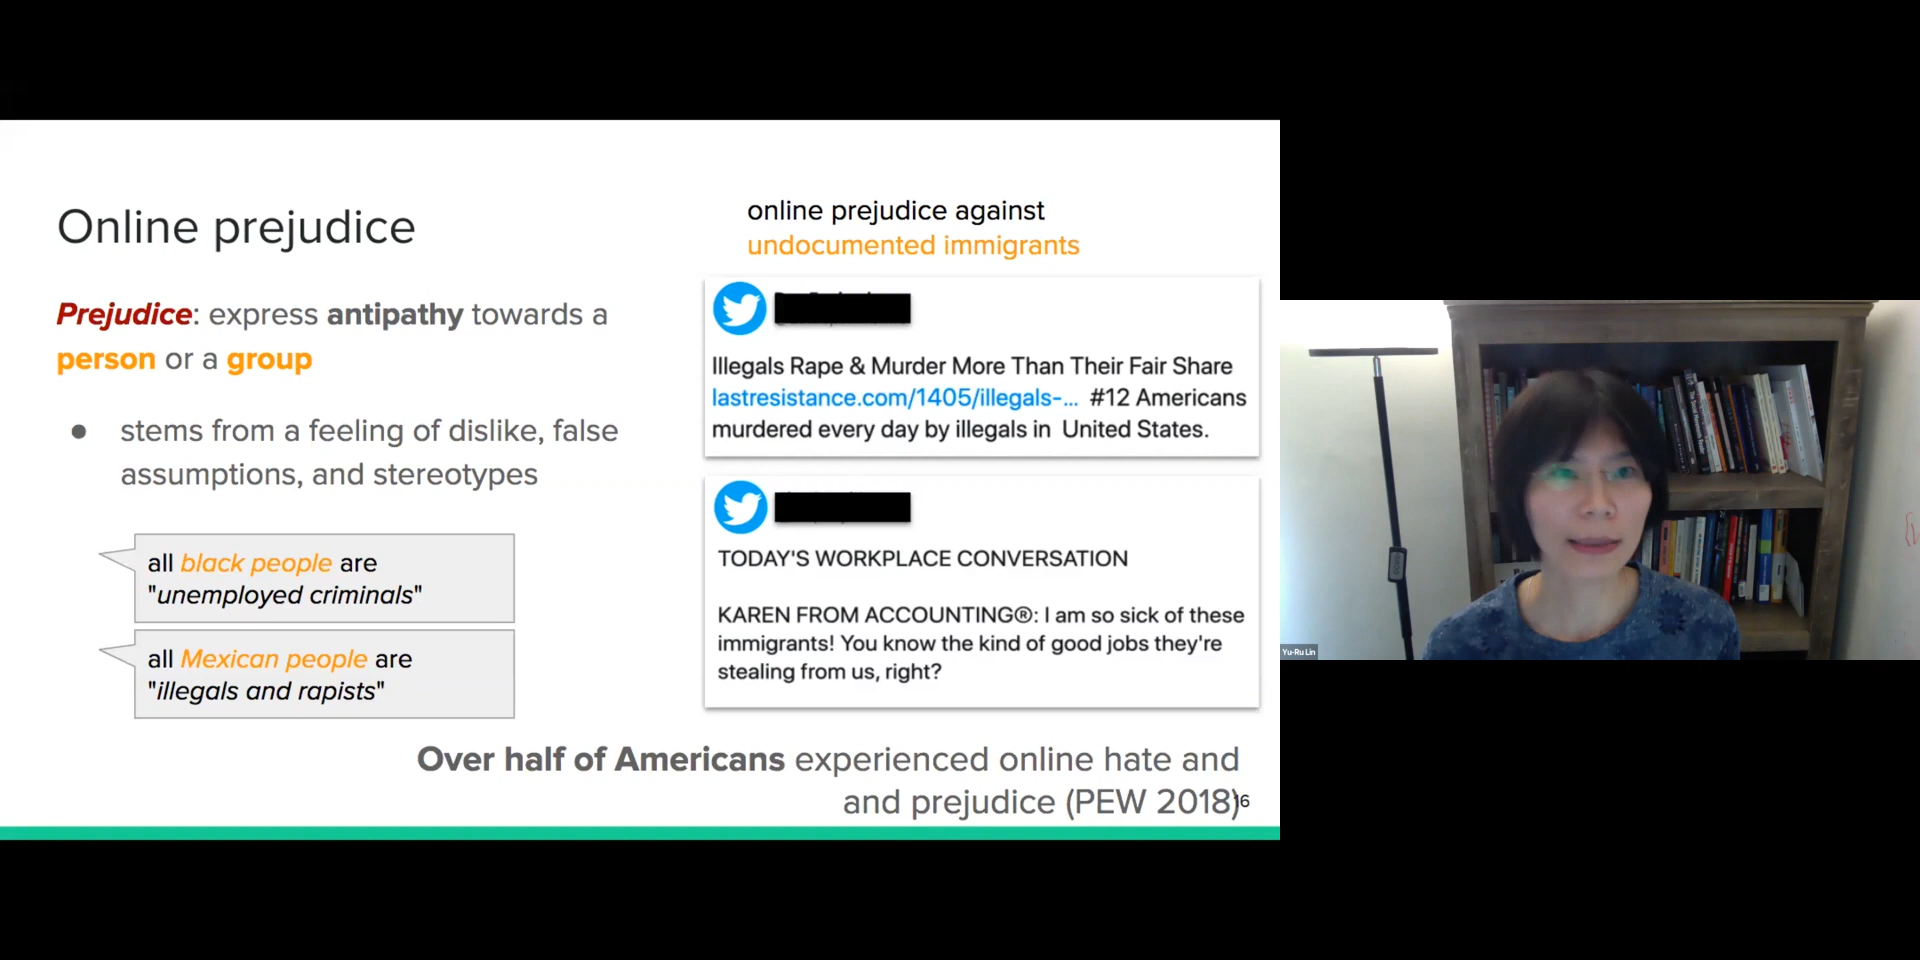 Online prejudice
Prejudice: express antipathy towards a
person or a group
● stems from a feeling of dislike, false
assumptions, and stereotypes
all black people are
"unemployed criminals"
all Mexican people are
"illegals and rapists"
online prejudice against
undocumented immigrants
Illegals Rape & Murder More Than Their Fair Share
lastresistance.com/1405/illegals-... #12 Americans
murdered every day by illegals in United States.
TODAY'S WORKPLACE CONVERSATION
KAREN FROM ACCOUNTING®: I am so sick of these
immigrants! You know the kind of good jobs they're
stealing from us, right?
Over half of Americans experienced online hate and
and prejudice (PEW 2018)
16
Yu-Ru Lin